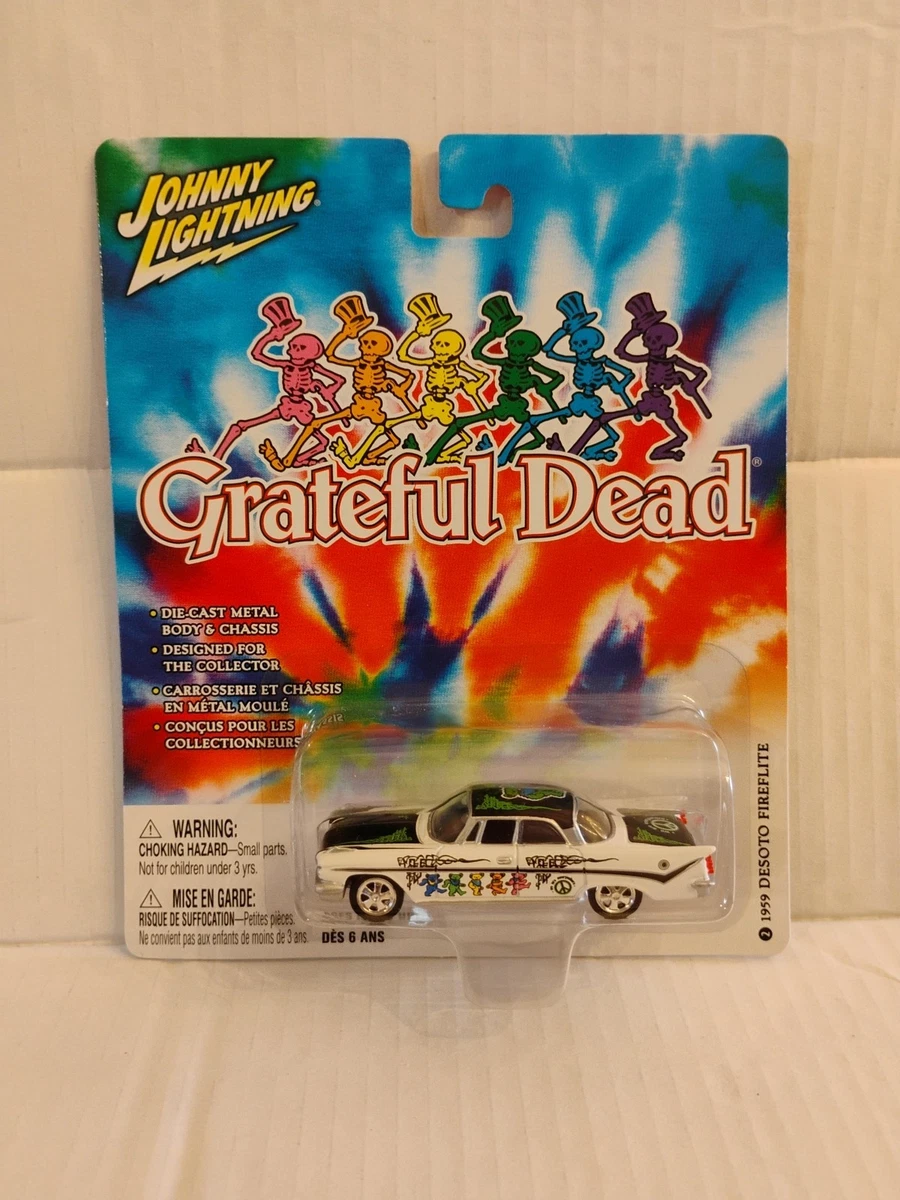 JOHNNY
LIGHTNING®
Grateful Dead®
• DIE-CAST METAL
BODY & CHASSIS
• DESIGNED FOR
THE COLLECTOR
• CARROSSERIE ET CHÂSSIS
EN MÉTAL MOULÉ
• CONÇUS POUR LES
COLLECTIONNEURS
WARNING:
CHOKING HAZARD—Small parts.
Not for children under 3 yrs.
MISE EN GARDE:
RISQUE DE SUFFOCATION—Petites pièces.
Ne convient pas aux enfants de moins de 3 ans.
DÈS 6 ANS
2 1959 DESOTO FIREFLITE